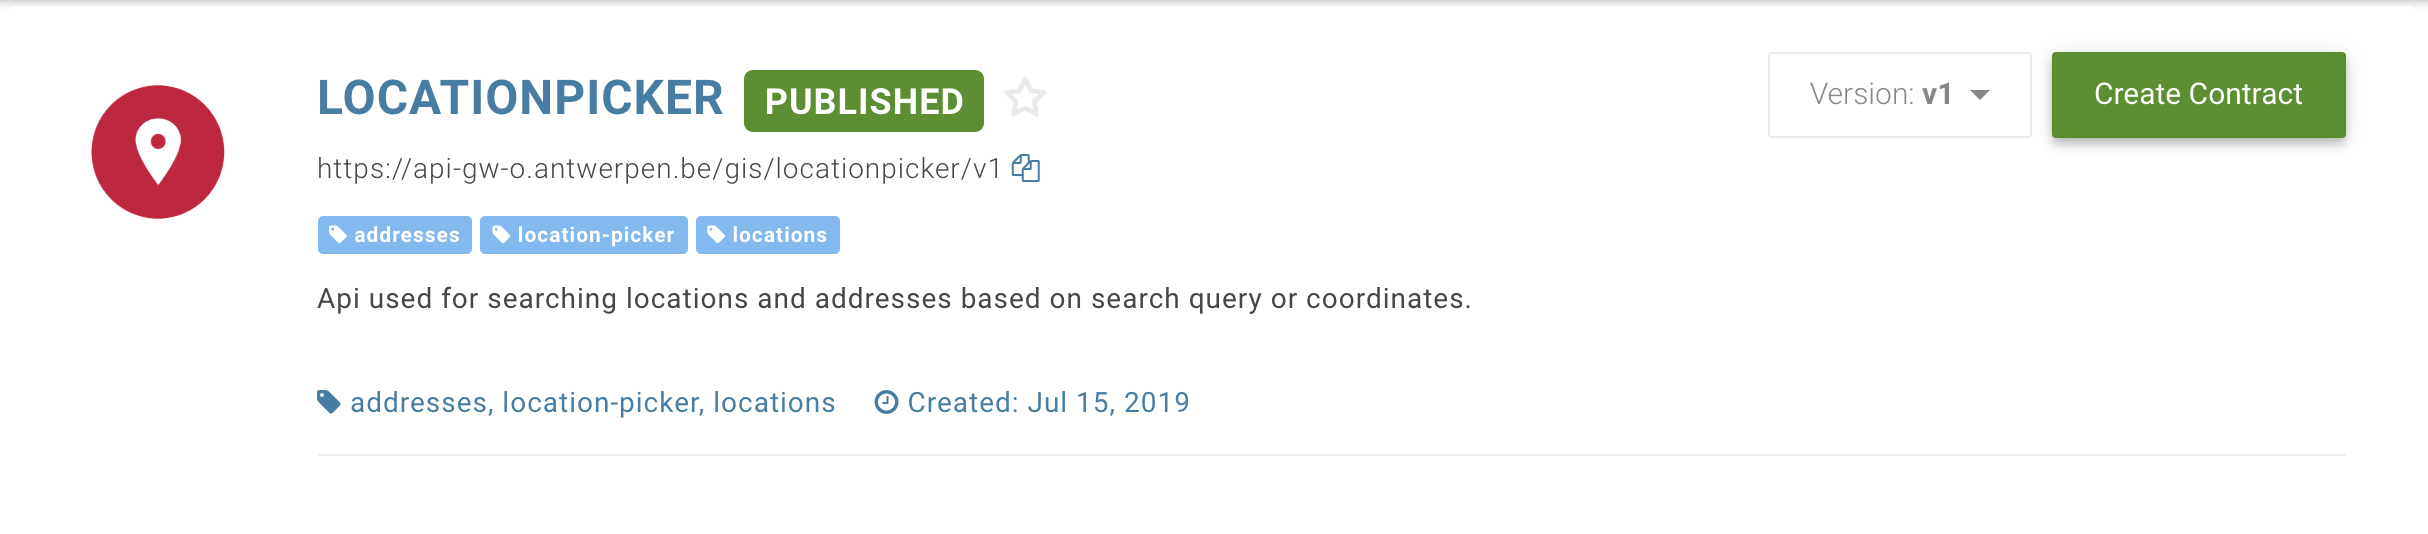 LOCATIONPICKER PUBLISHED
Version: v1
Create Contract
https://api-gw-o.antwerpen.be/gis/locationpicker/v1
addresses location-picker locations
Api used for searching locations and addresses based on search query or coordinates.
addresses, location-picker, locations Created: Jul 15, 2019